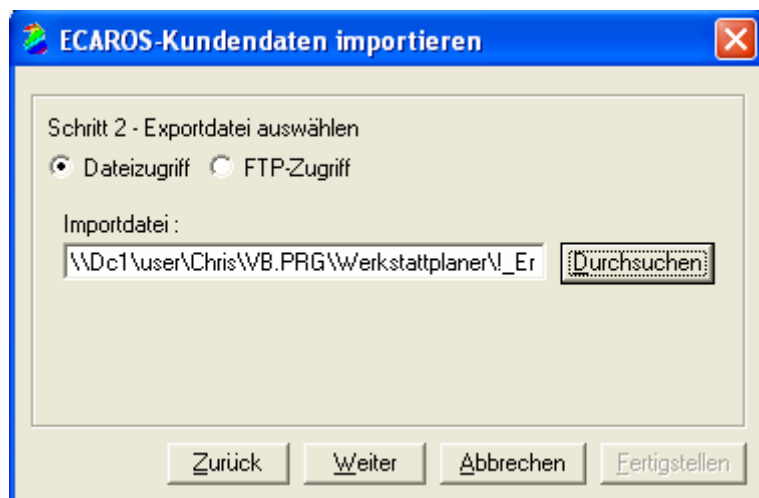 ECAROS-Kundendaten importieren
Schritt 2 - Exportdatei auswählen
Dateizugriff FTP-Zugriff
Importdatei :
\\Dc1\user\Chris\VB.PRG\Werkstattplaner\!_Er Durchsuchen
Zurück Weiter Abbrechen Fertigstellen